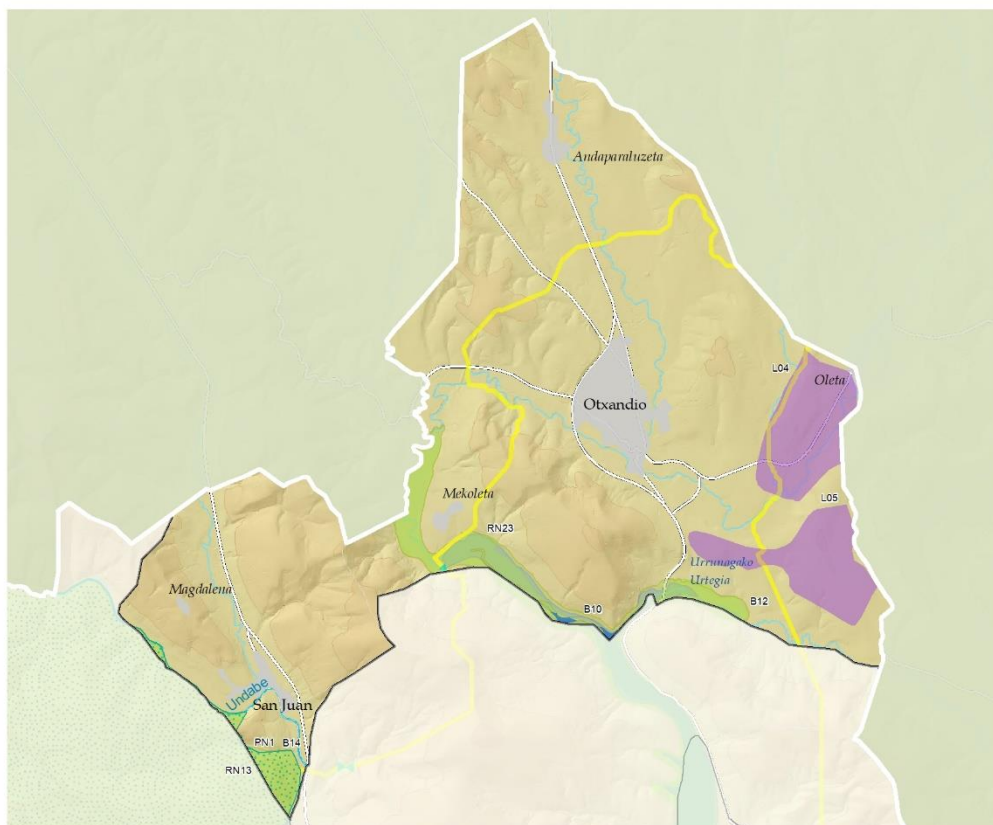 Andaparaluzeta
L04
Oleta
Otxandio
Mekoleta
L05
RN23
Urrunagako
Urtegia
Magdalena
B10
B12
Undabe
San Juan
PN1
B14
RN13